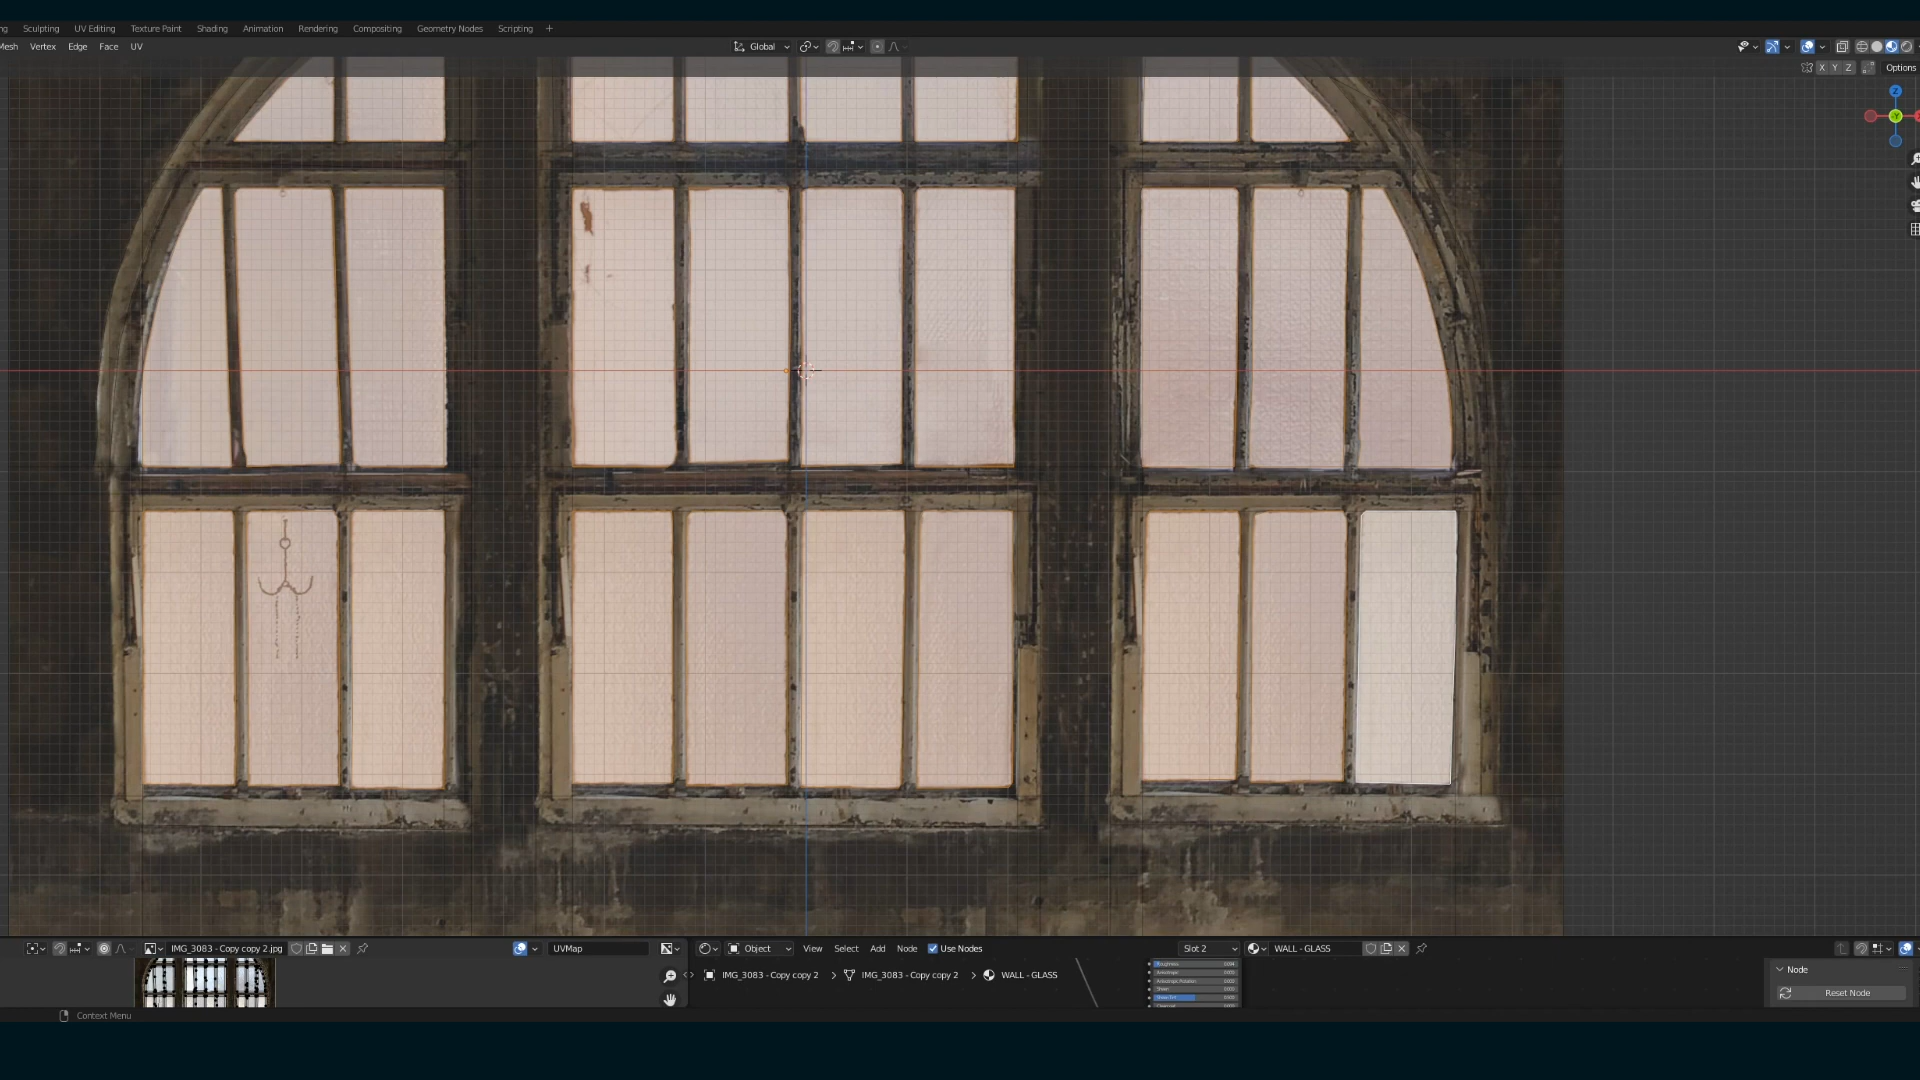 Sculpting UV Editing Texture Paint Shading Animation Rendering Compositing Geometry Nodes Scripting +
Mesh Vertex Edge Face UV
Global
X Y Z Options
Z
-Y
IMG_3083 - Copy copy 2.jpg
UVMap
Object View Select Add Node Use Nodes
Slot 2
WALL - GLASS
IMG_3083 - Copy copy 2 > IMG_3083 - Copy copy 2 > WALL - GLASS
Node
Reset Node
Context Menu